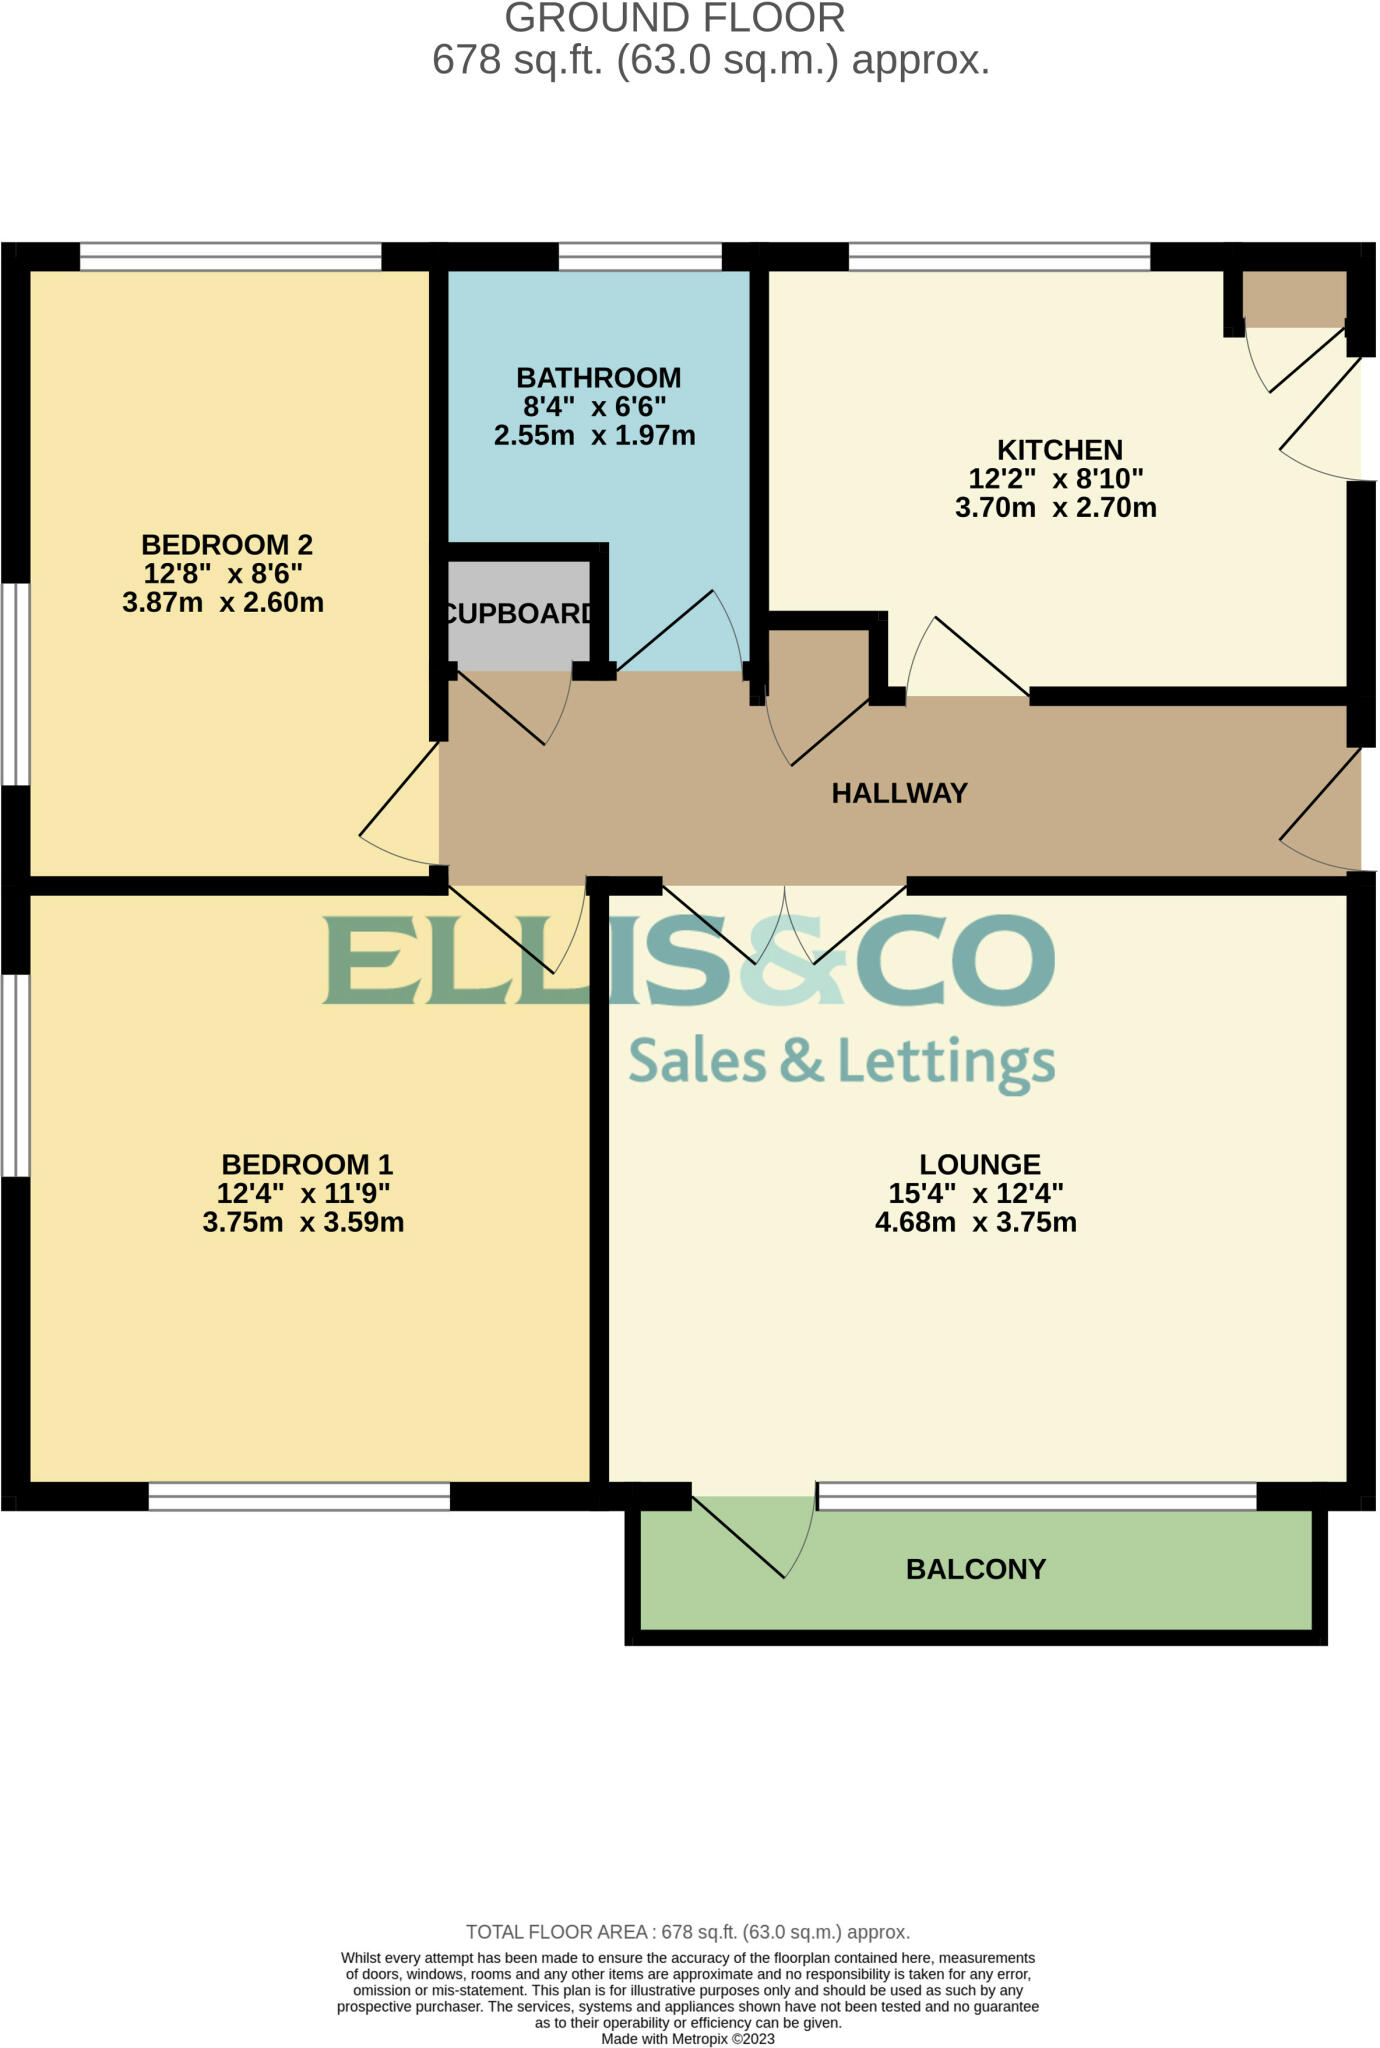 GROUND FLOOR
678 sq.ft. (63.0 sq.m.) approx.
BATHROOM
8'4" x 6'6"
2.55m x 1.97m
KITCHEN
12'2" x 8'10"
3.70m x 2.70m
BEDROOM 2
12'8" x 8'6"
3.87m x 2.60m
CUPBOARD
HALLWAY
ELLIS&CO
Sales & Lettings
BEDROOM 1
12'4" x 11'9"
3.75m x 3.59m
LOUNGE
15'4" x 12'4"
4.68m x 3.75m
BALCONY
TOTAL FLOOR AREA : 678 sq.ft. (63.0 sq.m.) approx.
Whilst every attempt has been made to ensure the accuracy of the floorplan contained here, measurements
of doors, windows, rooms and any other items are approximate and no responsibility is taken for any error,
omission or mis-statement. This plan is for illustrative purposes only and should be used as such by any
prospective purchaser. The services, systems and appliances shown have not been tested and no guarantee
as to their operability or efficiency can be given.
Made with Metropix ©2023